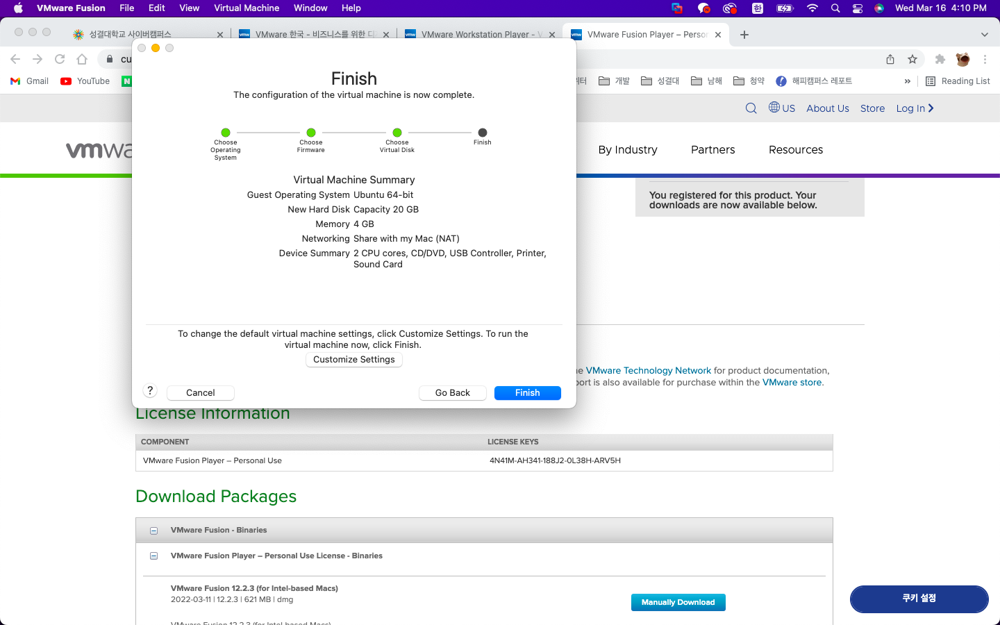 VMware Fusion File Edit View Virtual Machine Window Help 한 Wed Mar 16 4:10 PM
성결대학교 사이버캠퍼스 VMware 한국 - 비즈니스를 위한 디 VMware Workstation Player - V VMware Fusion Player – Persor
cu
Gmail YouTube N 개발 성결대 남해 청약 해피캠퍼스 레포트 » Reading List
US About Us Store Log In
vmwa By Industry Partners Resources
You registered for this product. Your
downloads are now available below.
Finish
The configuration of the virtual machine is now complete.
Choose
Operating
System
Choose
Firmware
Choose
Virtual Disk
Finish
Virtual Machine Summary
Guest Operating System Ubuntu 64-bit
New Hard Disk Capacity 20 GB
Memory 4 GB
Networking Share with my Mac (NAT)
Device Summary 2 CPU cores, CD/DVD, USB Controller, Printer,
Sound Card
To change the default virtual machine settings, click Customize Settings. To run the
virtual machine now, click Finish.
Customize Settings
? Cancel Go Back Finish
VMware Technology Network for product documentation,
port is also available for purchase within the VMware store.
License Information
COMPONENT LICENSE KEYS
VMware Fusion Player – Personal Use 4N41M-AH341-188J2-0L38H-ARV5H
Download Packages
VMware Fusion - Binaries
VMware Fusion Player – Personal Use License - Binaries
VMware Fusion 12.2.3 (for Intel-based Macs)
2022-03-11 | 12.2.3 | 621 MB | dmg
Manually Download
쿠키 설정
VMware Fusion 12.2.3 (for Intel-based Macs)